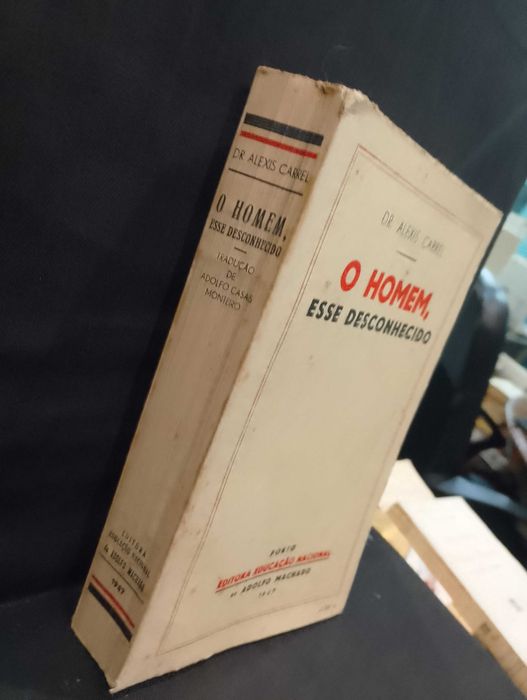 DR ALEXIS CARREL
O HOMEM,
ESSE DESCONHECIDO
TRADUÇÃO
DE
ADOLFO CASAIS
MONTEIRO
EDITORA
EDUCAÇÃO NACIONAL
de ADOLFO MACHADO
1947
DR ALEXIS CARREL
O HOMEM,
ESSE DESCONHECIDO
PORTO
EDITORA EDUCAÇÃO NACIONAL
DE ADOLFO MACHADO
1947